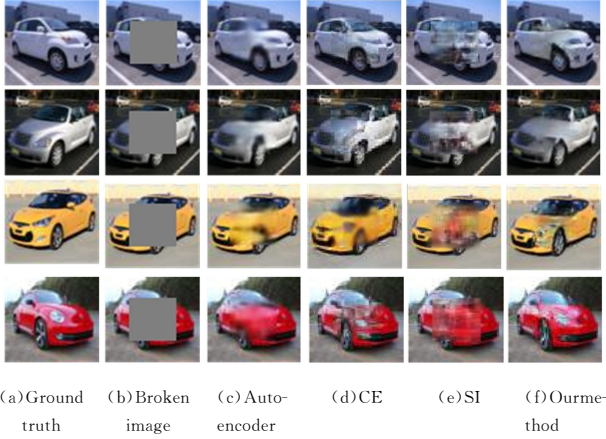 (a)Ground (b)Broken (c)Auto- (d)CE (e)SI (f)Ourme-
truth image encoder thod